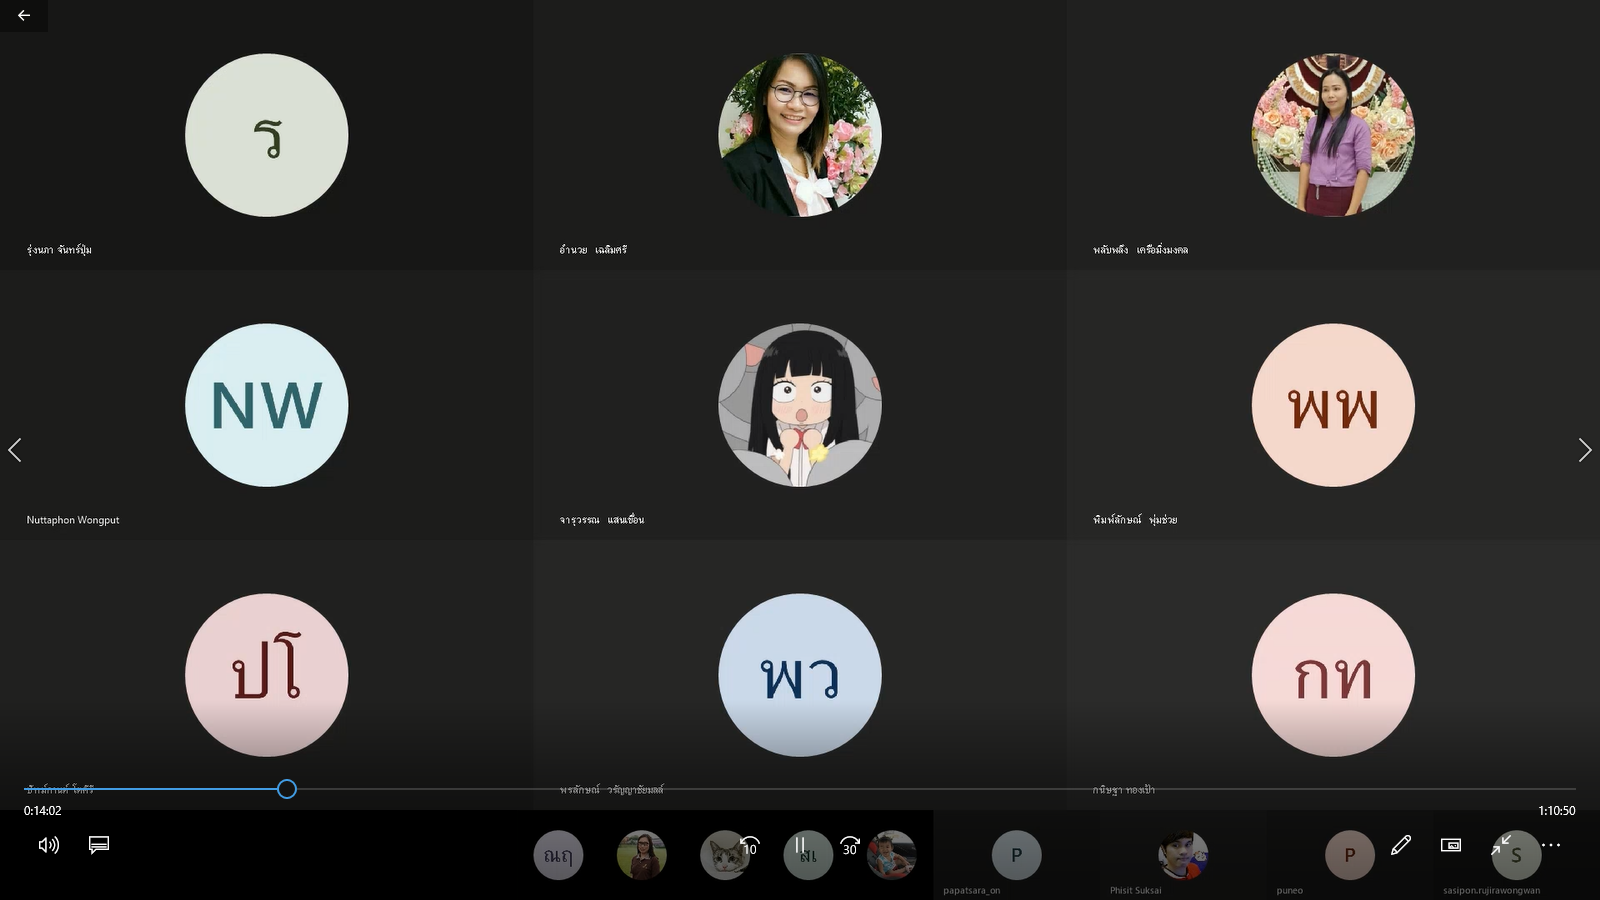 ร
รุ่งนภา จันทร์ปุ่ม
อำนวย เฉลิมศรี
พลับพลึง เครือมิ่งมงคล
NW
พพ
Nuttaphon Wongput
จารุวรรณ แสนเขื่อน
พิมพ์ลักษณ์ พุ่มช่วย
ปโ
พว
กท
พรลักษณ์ วรัญญาชัยมลล์
กนิษฐา ทองเป้า
0:14:02
1:10:50
ณฤ
10
สเ
30
P
P
S
papatsara_on
Phisit Suksai
puneo
sasipon.rujirawongwan